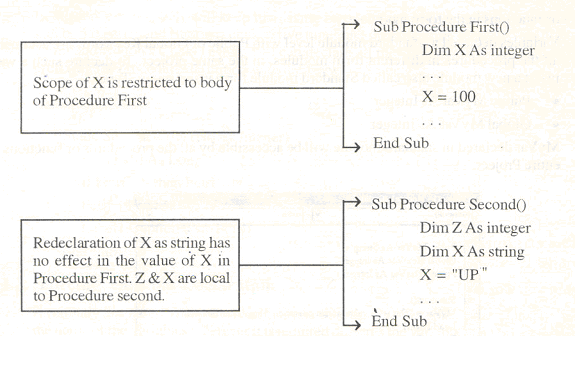 Sub Procedure First()
Dim X As integer
. . .
X = 100
. . .
End Sub
Scope of X is restricted to body
of Procedure First
Sub Procedure Second()
Dim Z As integer
Dim X As string
X = "UP"
. . .
End Sub
Redeclaration of X as string has
no effect in the value of X in
Procedure First. Z & X are local
to Procedure second.